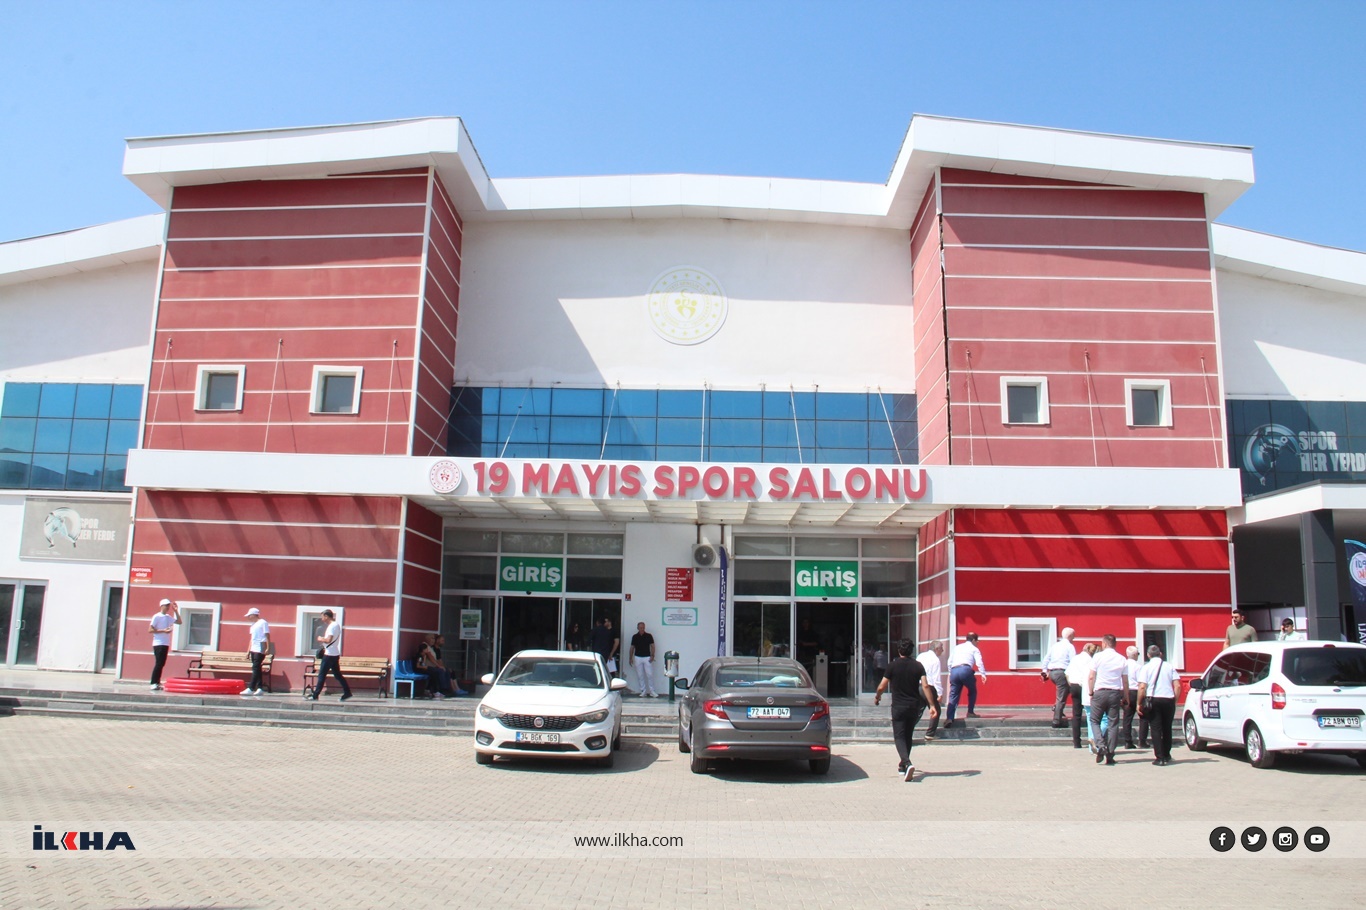 SPOR
HER YERDE
19 MAYIS SPOR SALONU
SPOR
HER YERDE
GİRİŞ
GİRİŞ
34 BGK 169
72 AAT 047
72 ABN 019
İLKHA
www.ilkha.com